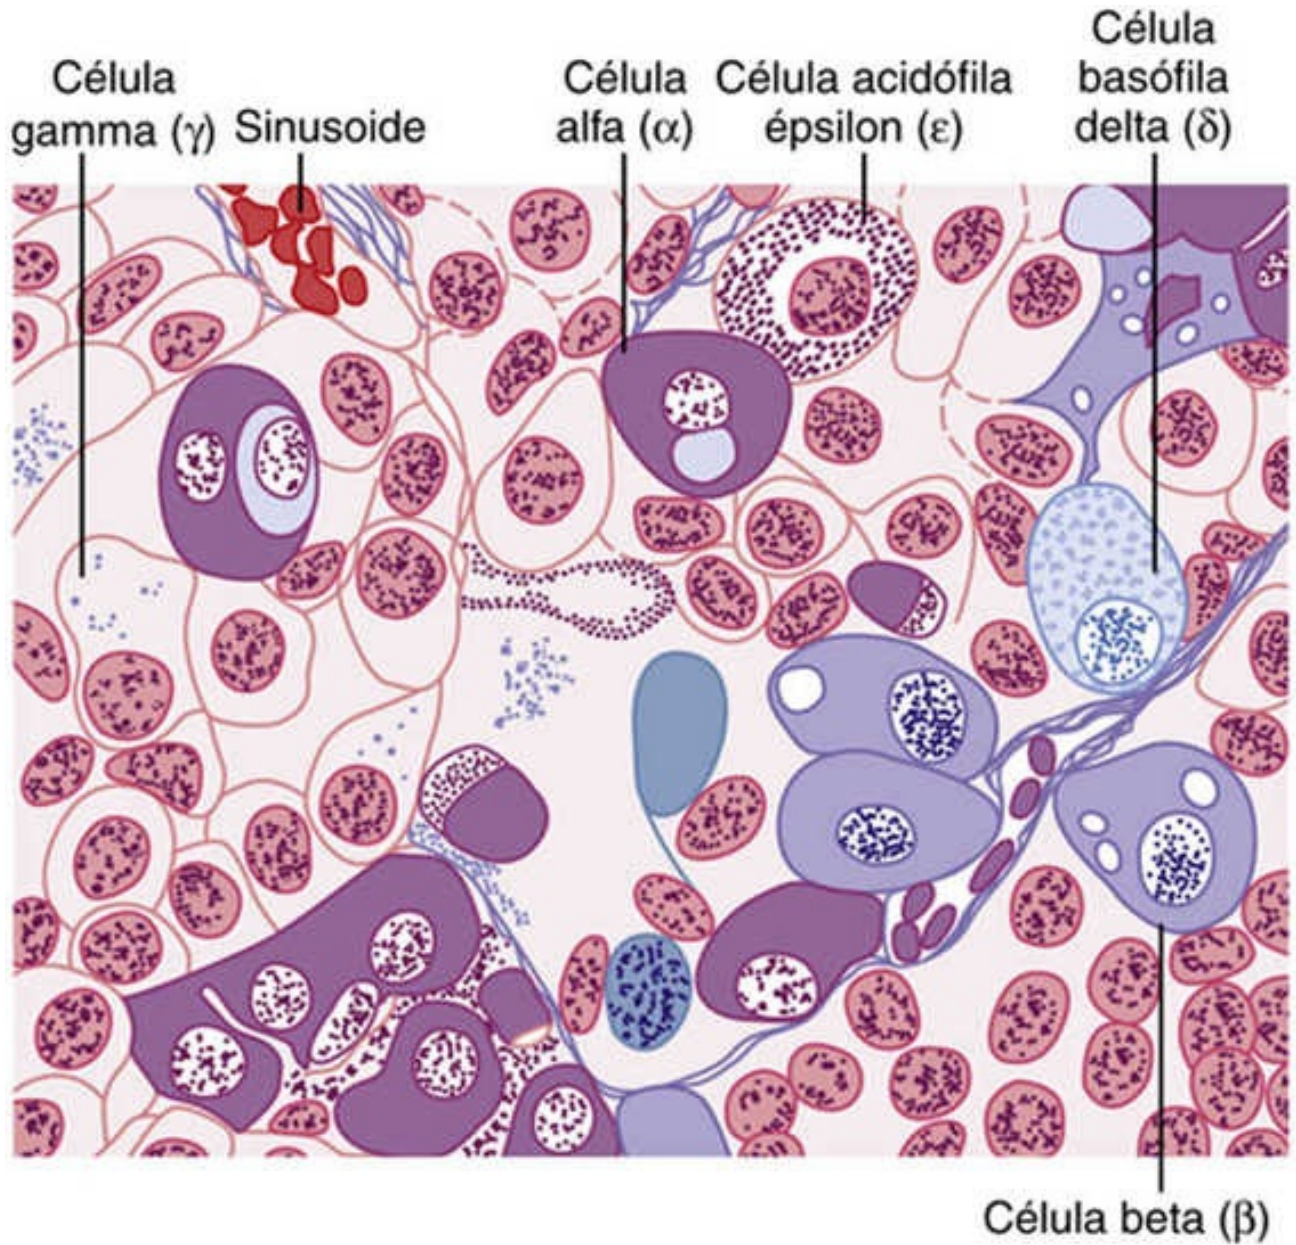 Célula
gamma (γ)
Sinusoide
Célula
alfa (α)
Célula acidófila
épsilon (ε)
Célula
basófila
delta (δ)
Célula beta (β)